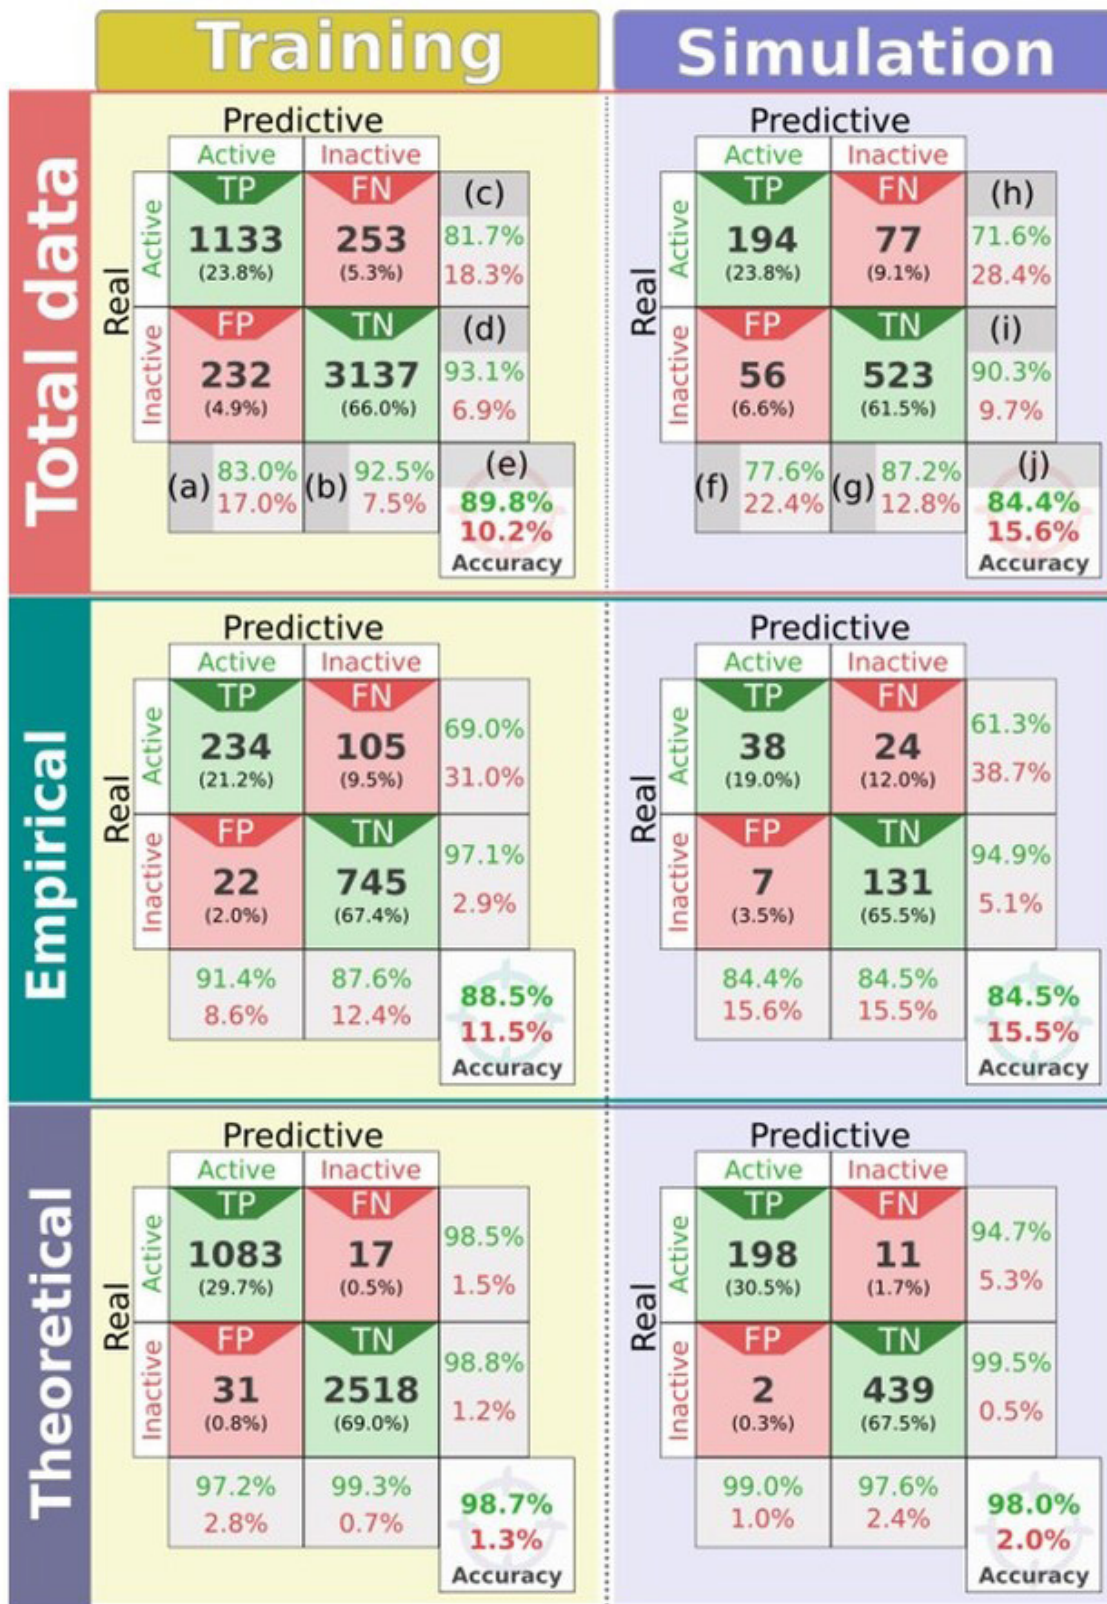 Training
Simulation
Total data
Predictive
Active Inactive
Real
Active
TP FN (c)
1133 253 81.7%
(23.8%) (5.3%) 18.3%
Inactive
FP TN (d)
232 3137 93.1%
(4.9%) (66.0%) 6.9%
(a) 83.0% (b) 92.5% (e)
17.0% 7.5% 89.8%
10.2%
Accuracy
Predictive
Active Inactive
Real
Active
TP FN (h)
194 77 71.6%
(23.8%) (9.1%) 28.4%
Inactive
FP TN (i)
56 523 90.3%
(6.6%) (61.5%) 9.7%
(f) 77.6% (g) 87.2% (j)
22.4% 12.8% 84.4%
15.6%
Accuracy
Empirical
Predictive
Active Inactive
Real
Active
TP FN
234 105 69.0%
(21.2%) (9.5%) 31.0%
Inactive
FP TN
22 745 97.1%
(2.0%) (67.4%) 2.9%
91.4% 87.6% 88.5%
8.6% 12.4% 11.5%
Accuracy
Predictive
Active Inactive
Real
Active
TP FN
38 24 61.3%
(19.0%) (12.0%) 38.7%
Inactive
FP TN
7 131 94.9%
(3.5%) (65.5%) 5.1%
84.4% 84.5% 84.5%
15.6% 15.5% 15.5%
Accuracy
Theoretical
Predictive
Active Inactive
Real
Active
TP FN
1083 17 98.5%
(29.7%) (0.5%) 1.5%
Inactive
FP TN
31 2518 98.8%
(0.8%) (69.0%) 1.2%
97.2% 99.3% 98.7%
2.8% 0.7% 1.3%
Accuracy
Predictive
Active Inactive
Real
Active
TP FN
198 11 94.7%
(30.5%) (1.7%) 5.3%
Inactive
FP TN
2 439 99.5%
(0.3%) (67.5%) 0.5%
99.0% 97.6% 98.0%
1.0% 2.4% 2.0%
Accuracy